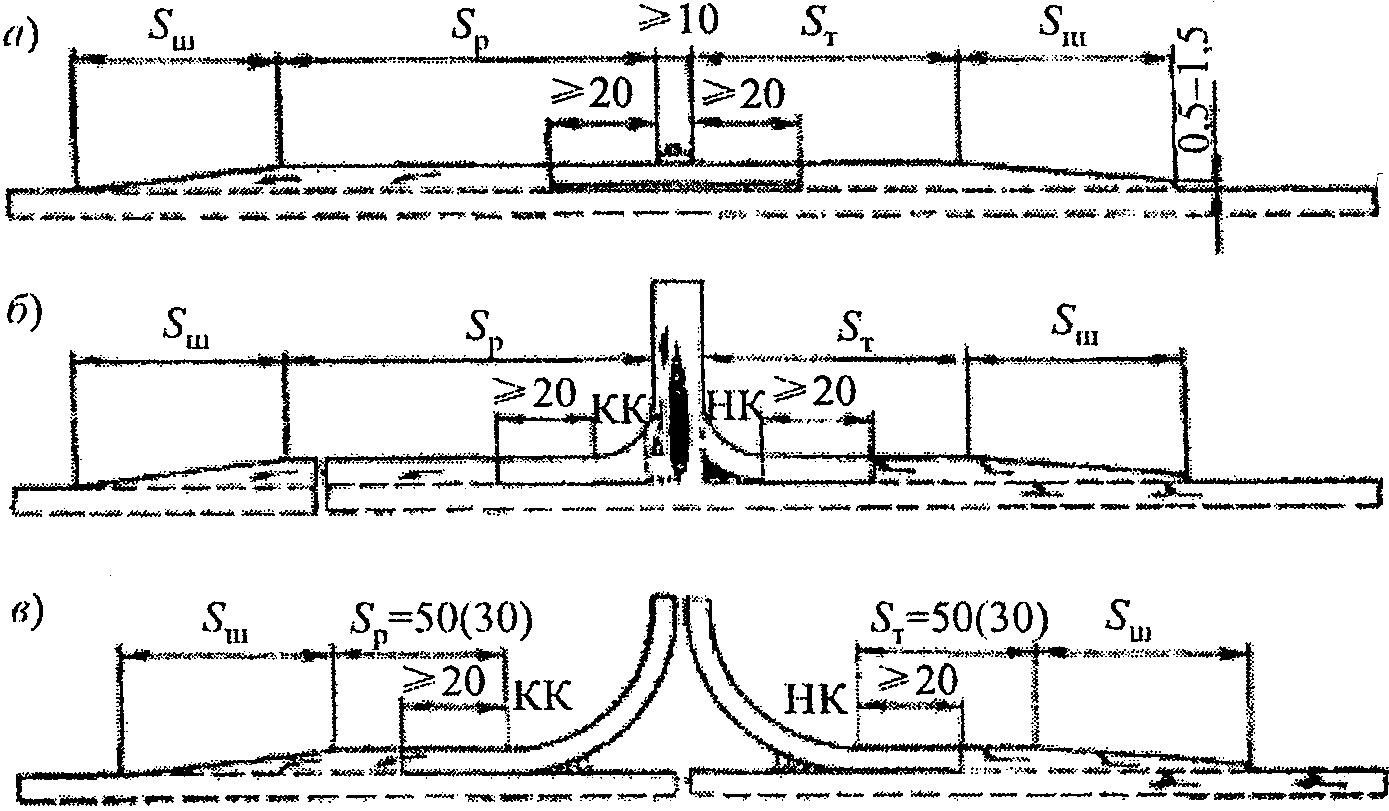 а) Sш Sр ≥10 Sт Sш
≥20 ≥20 0,5–1,5
б) Sш Sр Sт Sш
≥20 КК НК ≥20
в) Sш Sр=50(30) Sт=50(30) Sш
≥20 КК НК ≥20